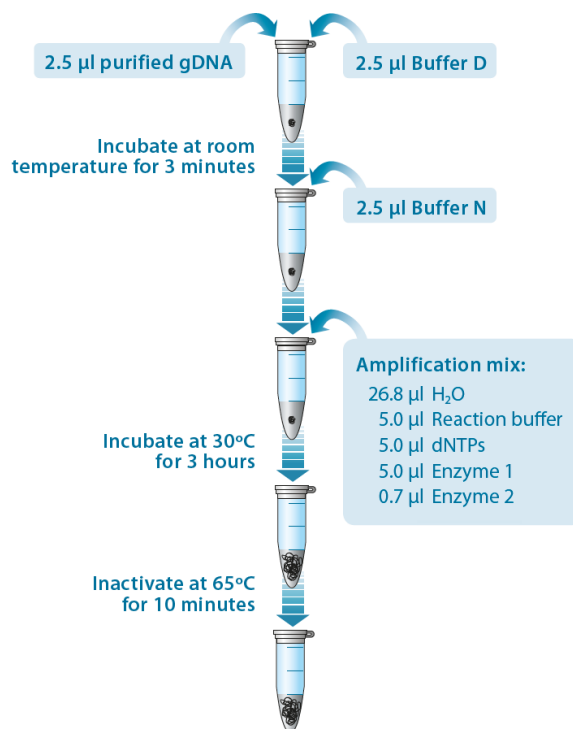 2.5 µl purified gDNA
2.5 µl Buffer D
Incubate at room
temperature for 3 minutes
2.5 µl Buffer N
Amplification mix:
26.8 µl H₂O
5.0 µl Reaction buffer
5.0 µl dNTPs
5.0 µl Enzyme 1
0.7 µl Enzyme 2
Incubate at 30ºC
for 3 hours
Inactivate at 65ºC
for 10 minutes